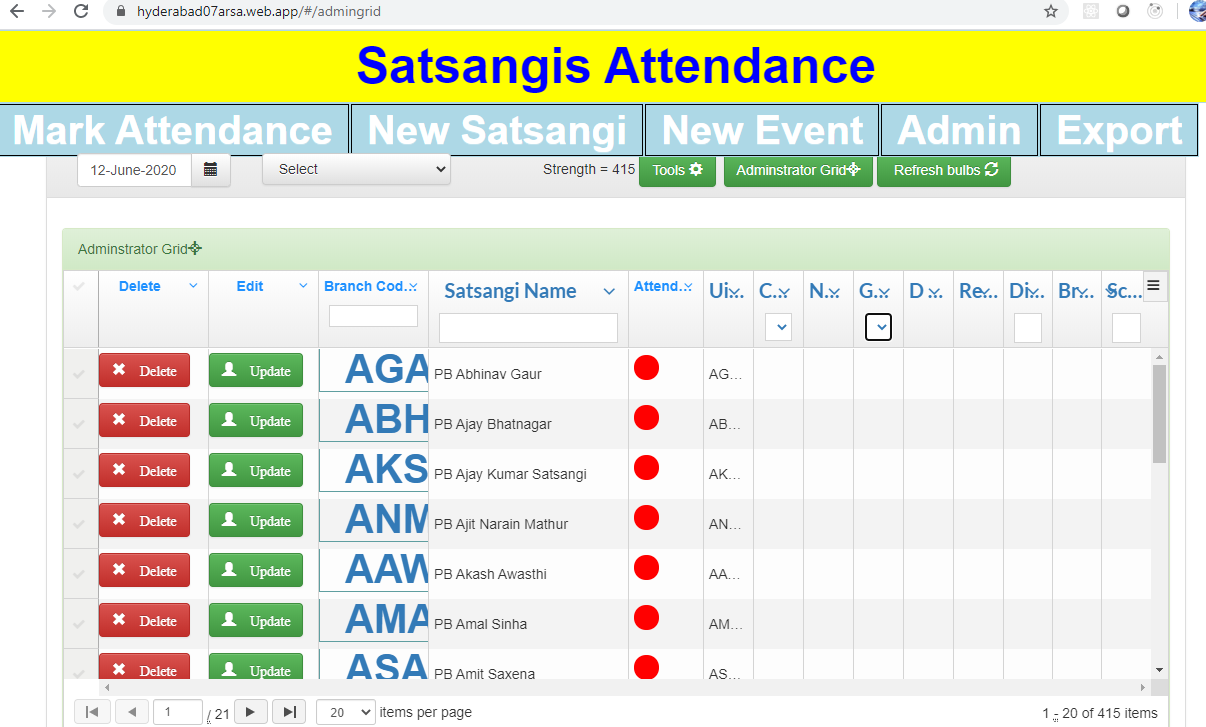 hyderabad07arsa.web.app/#/admingrid
Satsangis Attendance
Mark Attendance New Satsangi New Event Admin Export
12-June-2020 Select Strength = 415 Tools Adminstrator Grid Refresh bulbs
Adminstrator Grid
Delete Edit Branch Cod... Satsangi Name Attend... Ui... C... N... G... D ... Re... Di... Br... Sc...
Delete Update AGA PB Abhinav Gaur AG...
Delete Update ABH PB Ajay Bhatnagar AB...
Delete Update AKS PB Ajay Kumar Satsangi AK...
Delete Update ANM PB Ajit Narain Mathur AN...
Delete Update AAW PB Akash Awasthi AA...
Delete Update AMA PB Amal Sinha AM...
Delete Update ASA PB Amit Saxena AS...
1 / 21 20 items per page 1 - 20 of 415 items